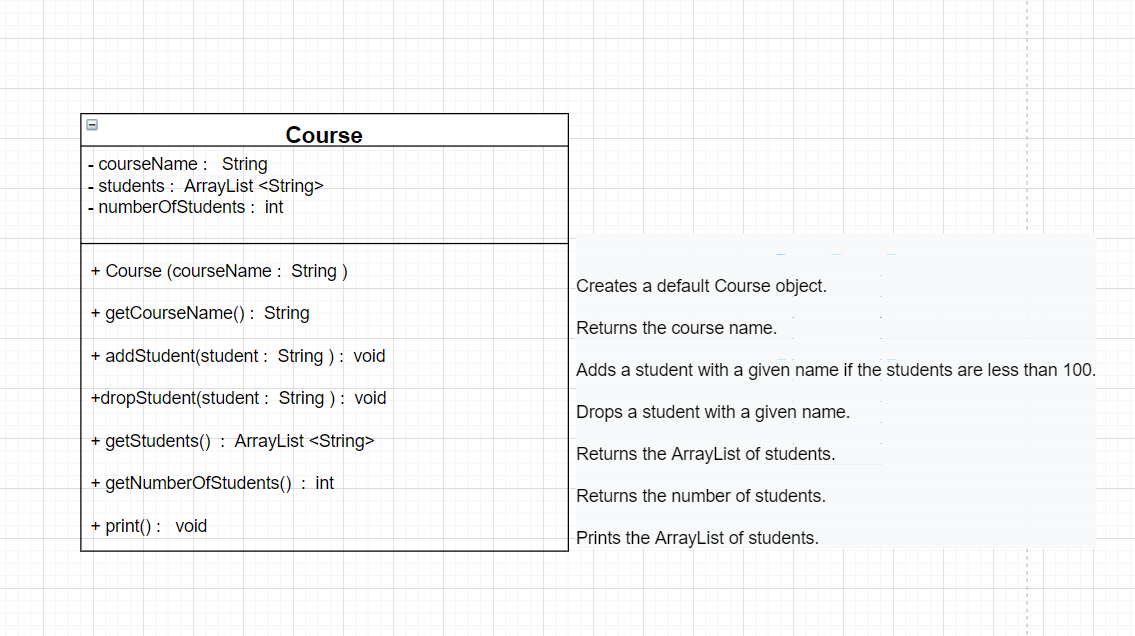 Course
- courseName : String
- students : ArrayList <String>
- numberOfStudents : int
+ Course (courseName : String )
Creates a default Course object.
+ getCourseName() : String
Returns the course name.
+ addStudent(student : String ) : void
Adds a student with a given name if the students are less than 100.
+dropStudent(student : String ) : void
Drops a student with a given name.
+ getStudents() : ArrayList <String>
Returns the ArrayList of students.
+ getNumberOfStudents() : int
Returns the number of students.
+ print() : void
Prints the ArrayList of students.